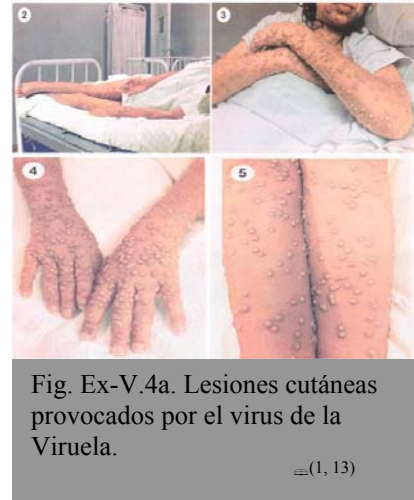 2
3
4
5
Fig. Ex-V.4a. Lesiones cutáneas
provocados por el virus de la
Viruela.
(1, 13)